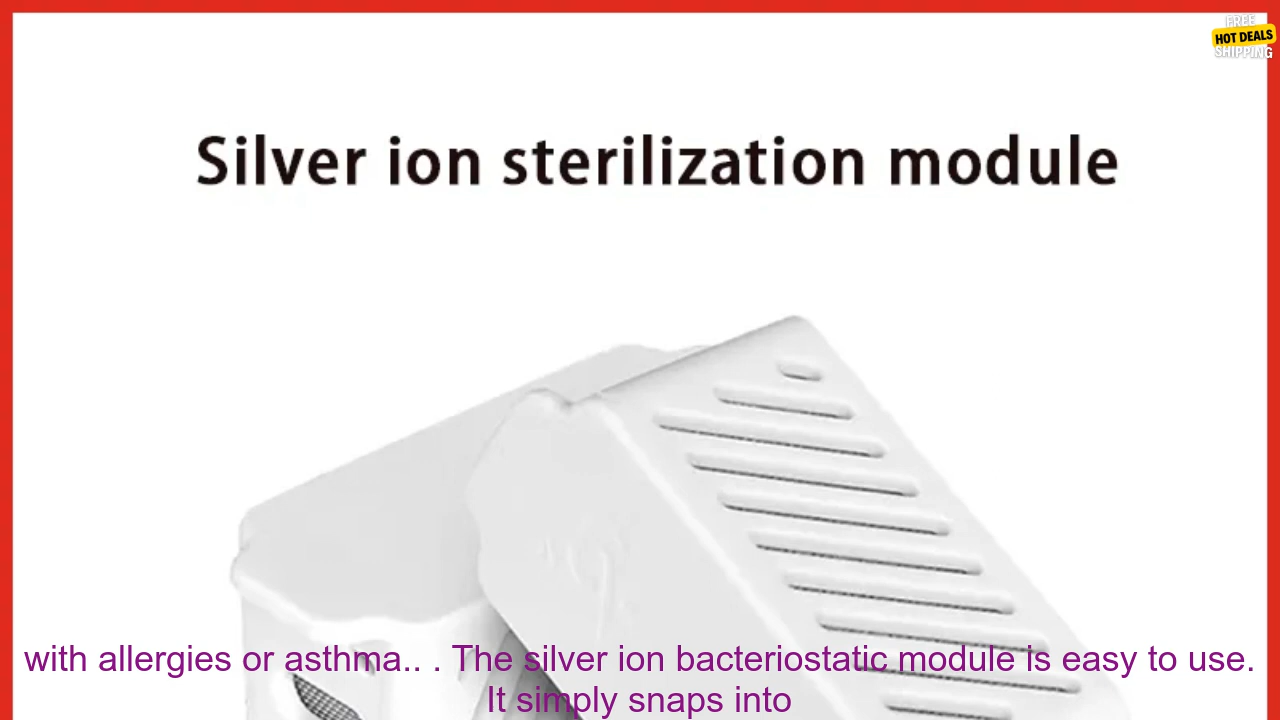 FREE
HOT DEALS
SHIPPING
Silver ion sterilization module
with allergies or asthma.. . The silver ion bacteriostatic module is easy to use.
It simply snaps into